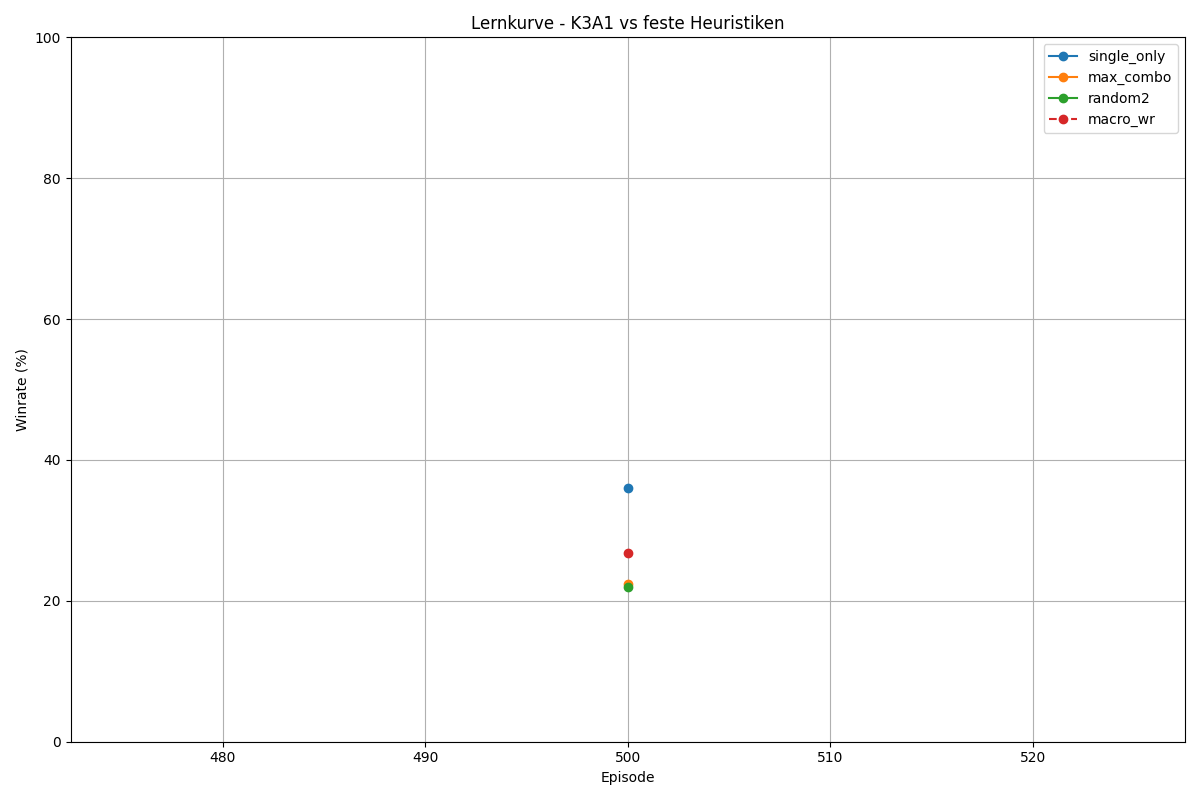 Lernkurve - K3A1 vs feste Heuristiken
100
80
60
40
20
0
Winrate (%)
single_only
max_combo
random2
macro_wr
480
490
500
510
520
Episode